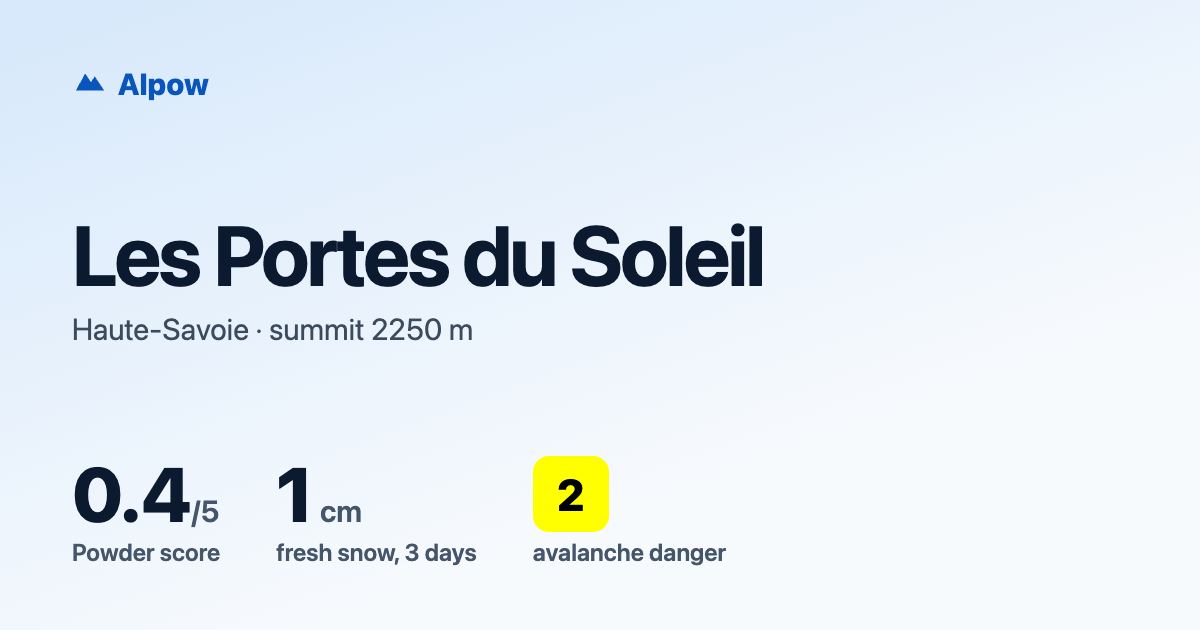 Alpow
Les Portes du Soleil
Haute-Savoie · summit 2250 m
0.4/5
Powder score
1 cm
fresh snow, 3 days
2
avalanche danger